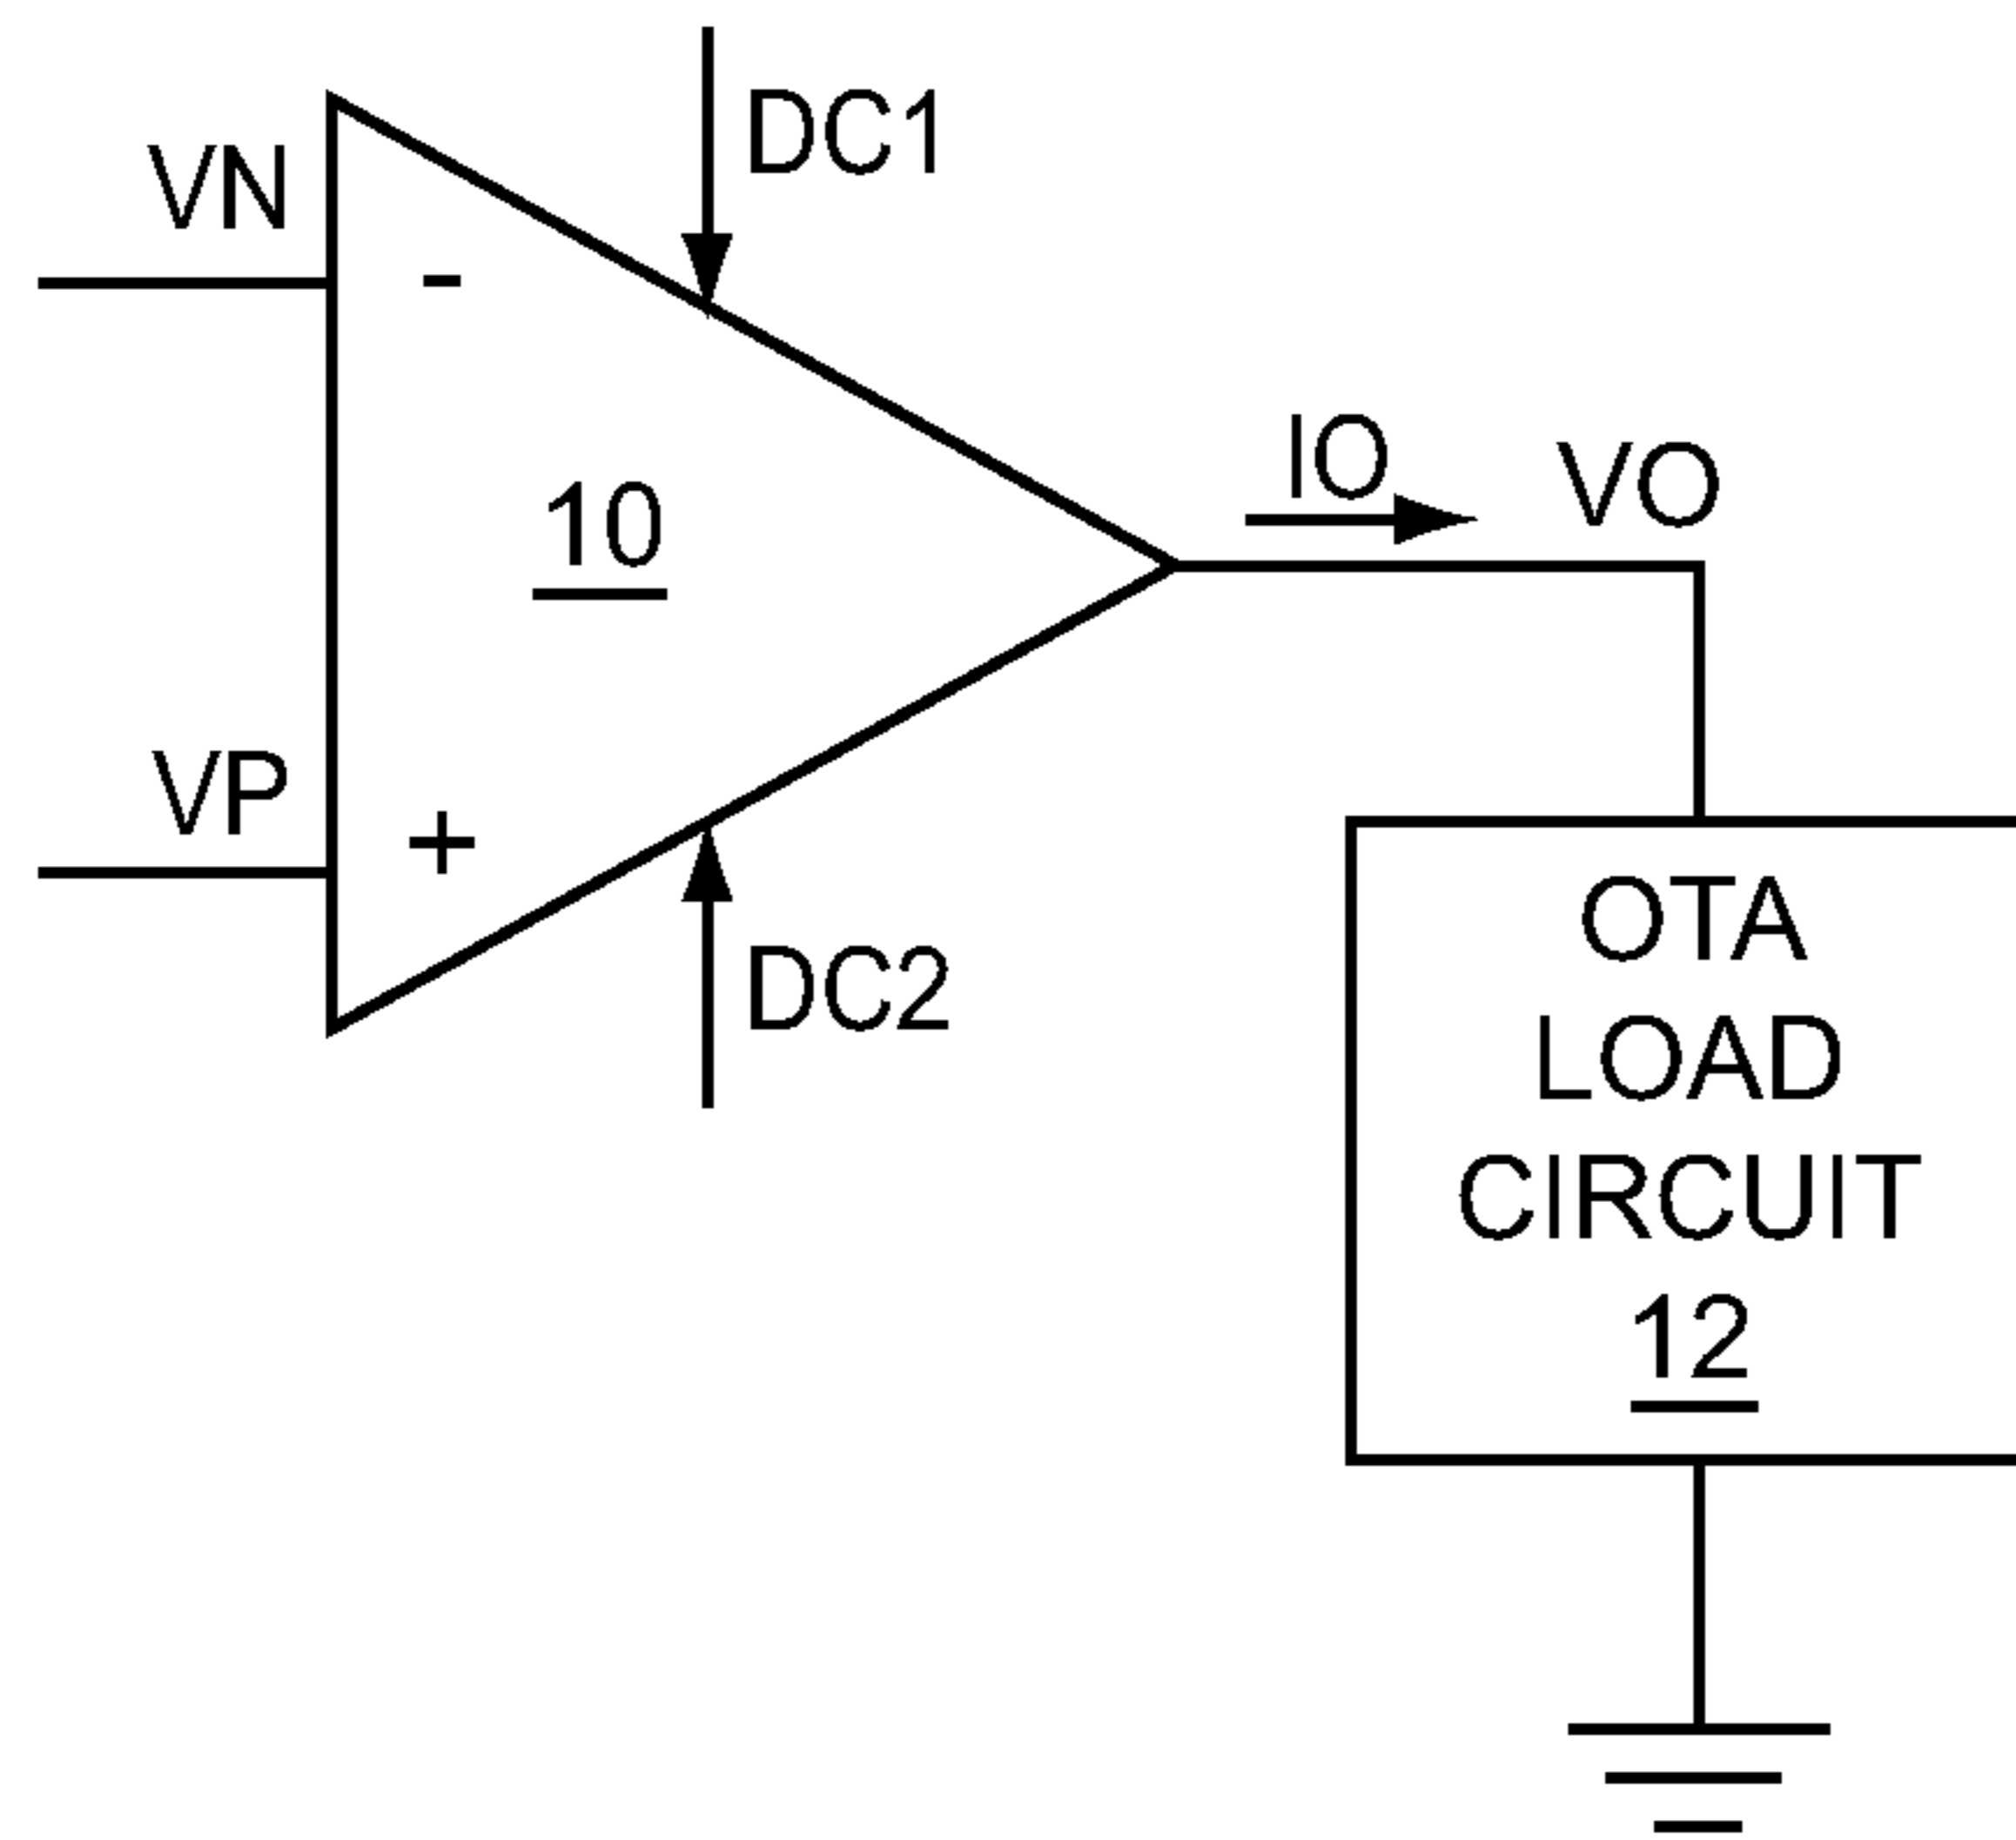 DC1
VN
-
IO
VO
10
VP
+
DC2
OTA
LOAD
CIRCUIT
12